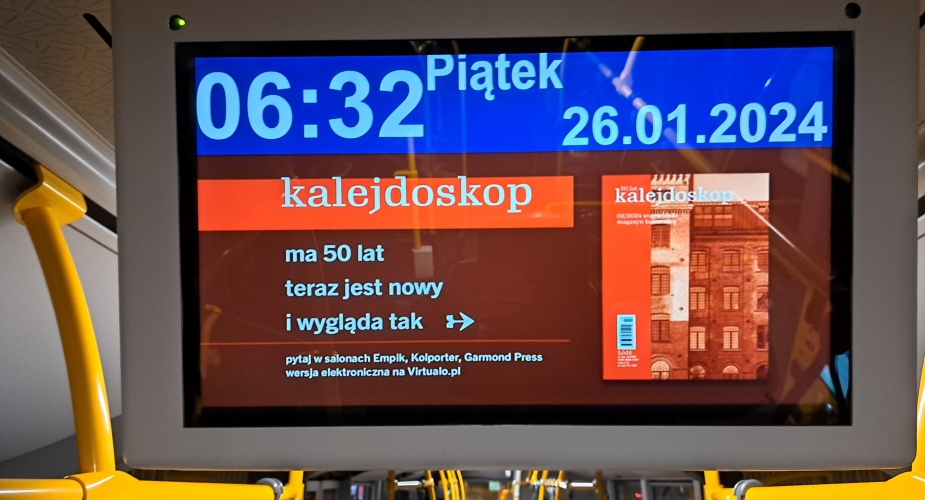 06:32
Piątek
26.01.2024
kalejdoskop
ma 50 lat
teraz jest nowy
i wygląda tak
pytaj w salonach Empik, Kolporter, Garmond Press
wersja elektroniczna na Virtualo.pl
50 lat
kalejdoskop
magazyn